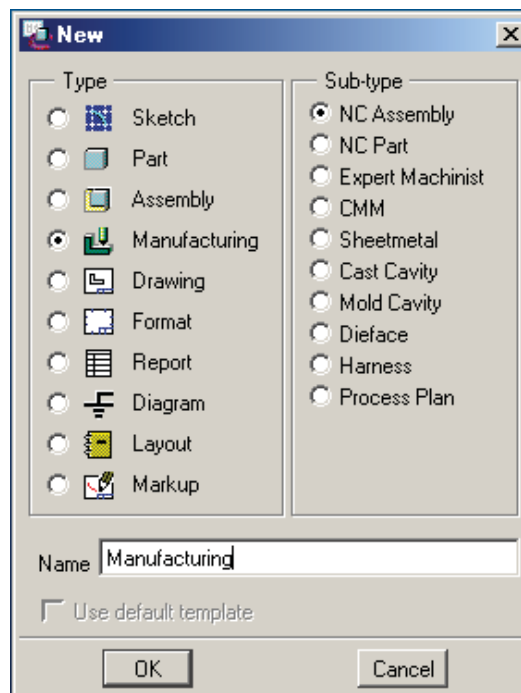 New
Type
Sketch
Part
Assembly
Manufacturing
Drawing
Format
Report
Diagram
Layout
Markup
Sub-type
NC Assembly
NC Part
Expert Machinist
CMM
Sheetmetal
Cast Cavity
Mold Cavity
Dieface
Harness
Process Plan
Name Manufacturing
Use default template
OK Cancel